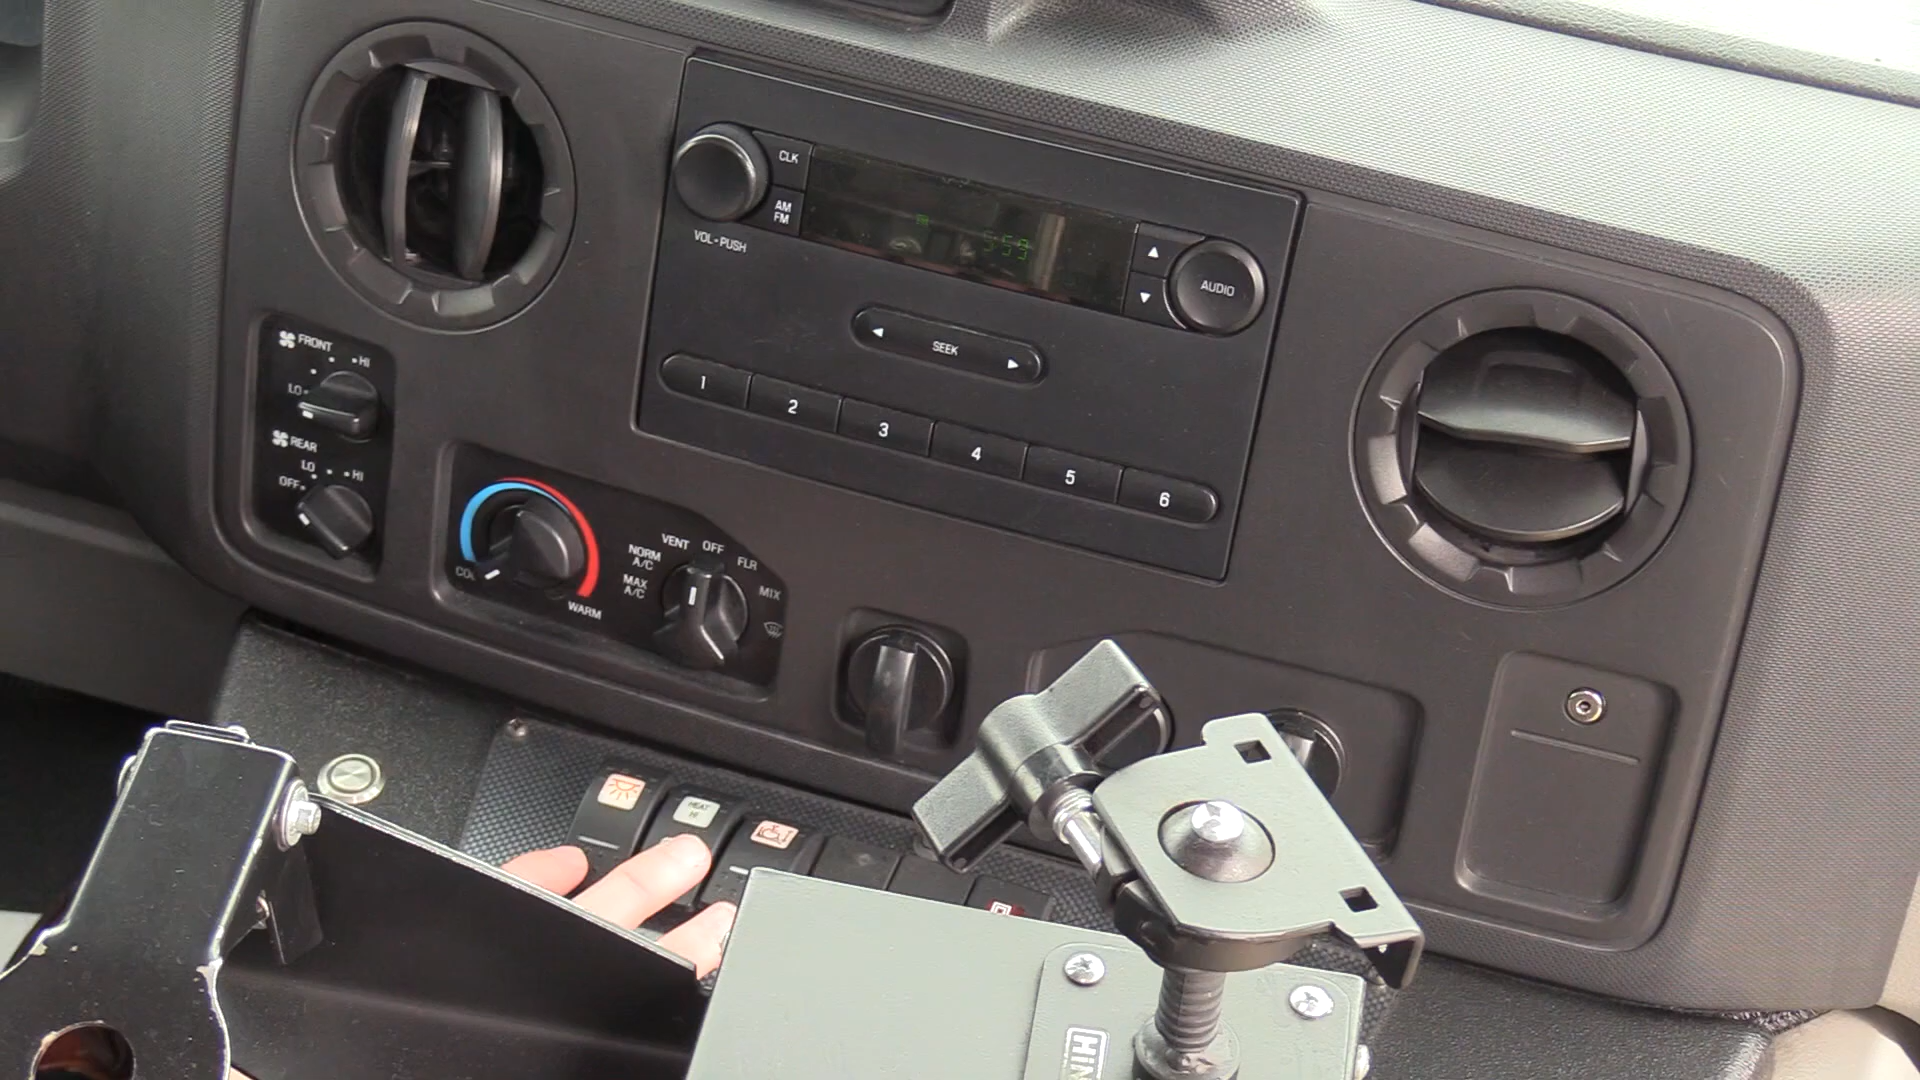 CLK
AM
FM
VOL - PUSH
5:59
AUDIO
SEEK
1
2
3
4
5
6
FRONT
HI
LO
REAR
LO
HI
OFF
WARM
MAX
A/C
NORM
A/C
VENT
OFF
FLR
MIX
HEAT
HI